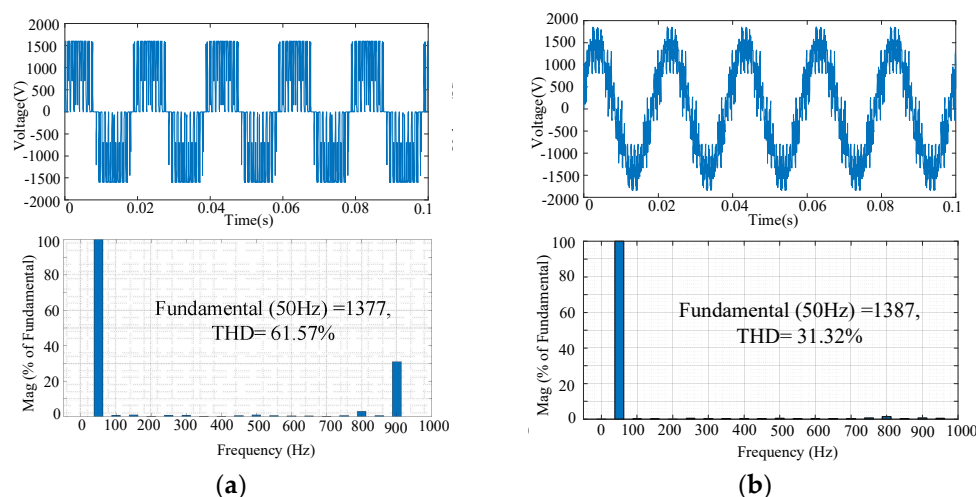 2000
1500
1000
500
0
-500
-1000
-1500
-2000
Voltage(V)
0 0.02 0.04 0.06 0.08 0.1
Time(s)
100
80
60
40
20
0
Mag (% of Fundamental)
Fundamental (50Hz) =1377,
THD= 61.57%
0 100 200 300 400 500 600 700 800 900 1000
Frequency (Hz)
(a)
(b)
2000
1500
1000
500
0
-500
-1000
-1500
-2000
Voltage(V)
0 0.02 0.04 0.06 0.08 0.1
Time(s)
100
80
60
40
20
0
Mag (% of Fundamental)
Fundamental (50Hz) =1387,
THD= 31.32%
0 100 200 300 400 500 600 700 800 900 1000
Frequency (Hz)
(a)
(b)